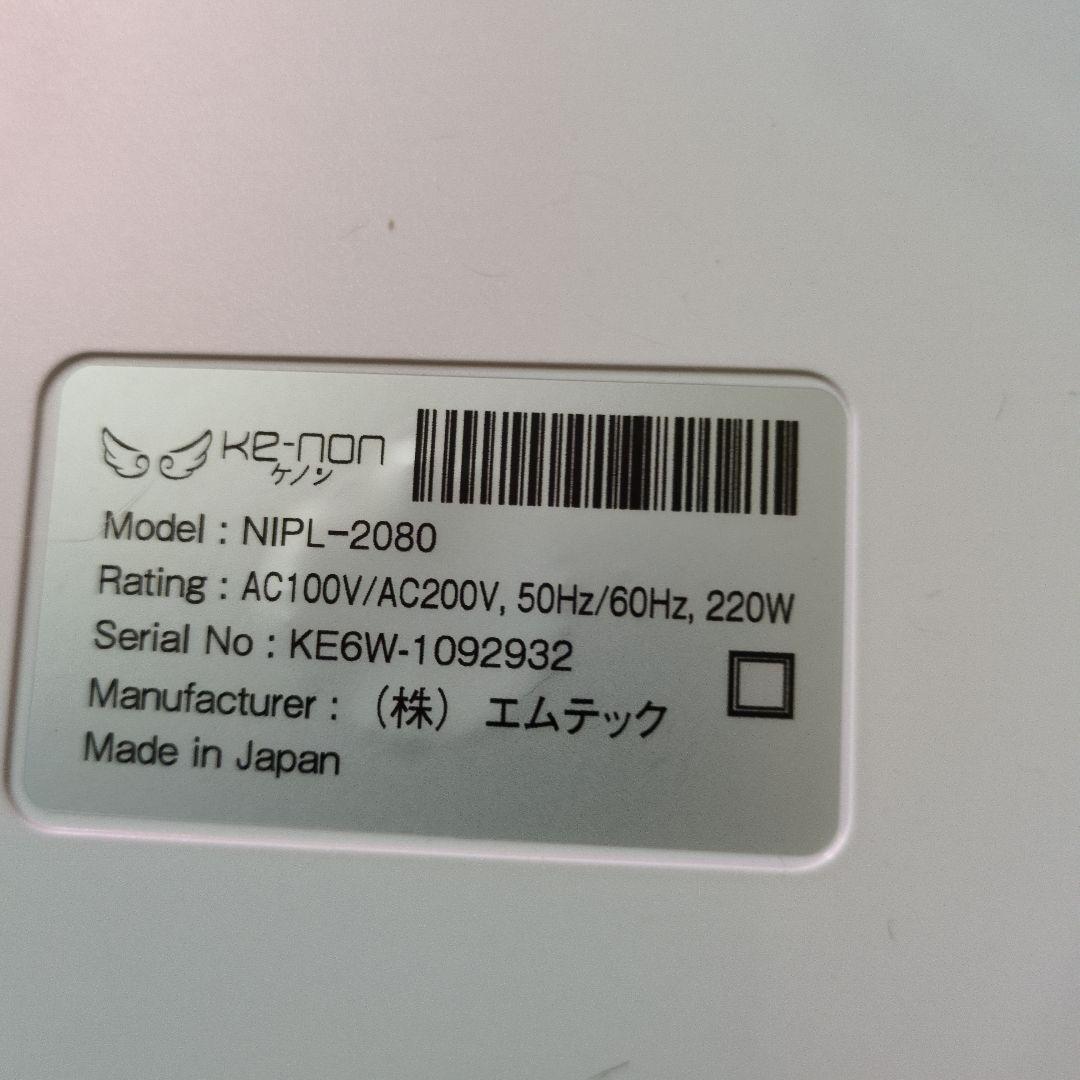 Ke-non
ケノン
Model : NIPL-2080
Rating : AC100V/AC200V, 50Hz/60Hz, 220W
Serial No : KE6W-1092932
Manufacturer : （株） エムテック
Made in Japan